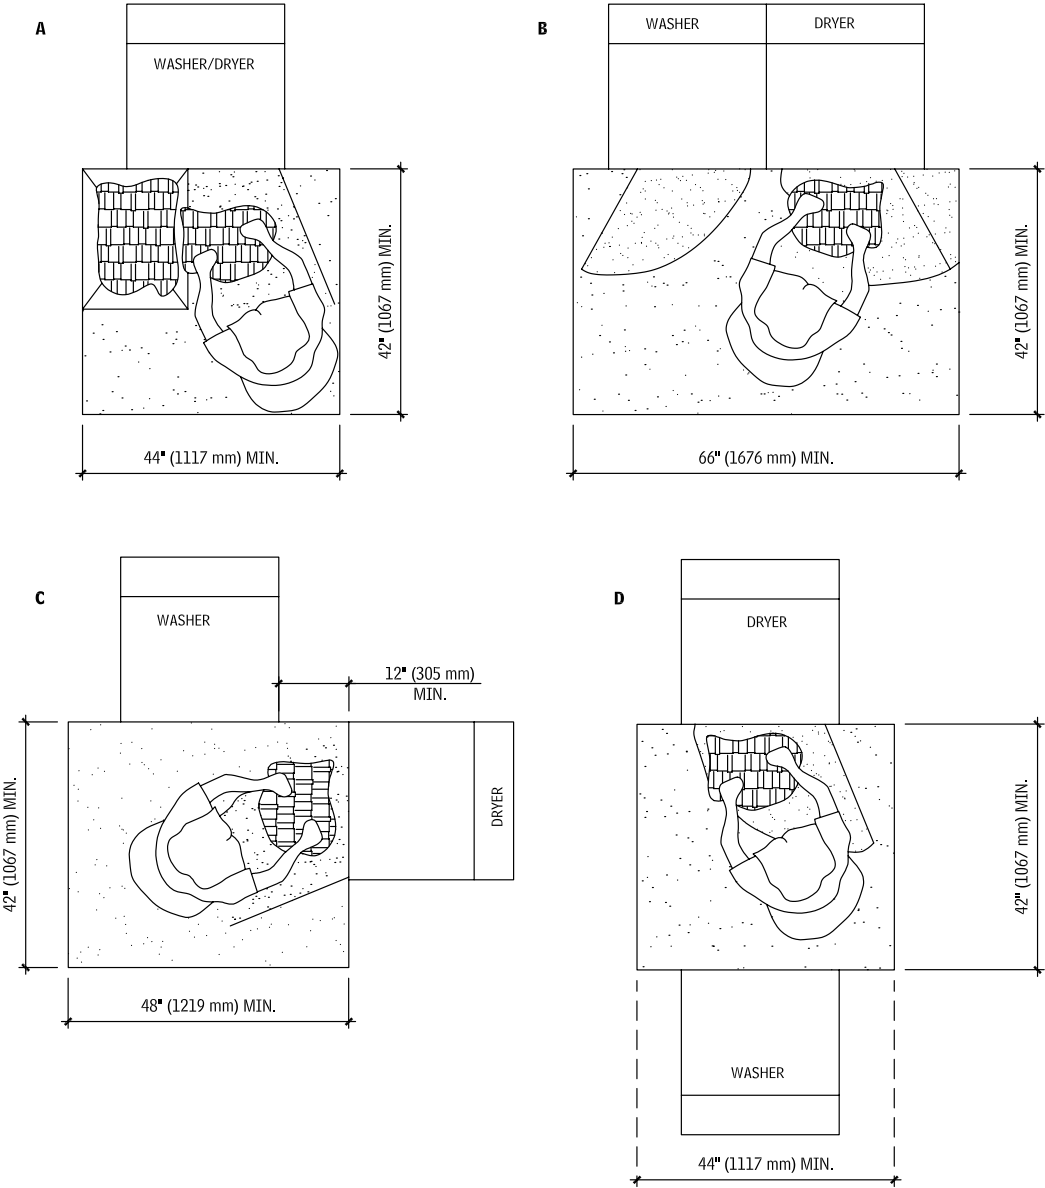 A
WASHER/DRYER
42" (1067 mm) MIN.
44" (1117 mm) MIN.
B
WASHER
DRYER
42" (1067 mm) MIN.
66" (1676 mm) MIN.
C
WASHER
12" (305 mm)
MIN.
DRYER
42" (1067 mm) MIN.
48" (1219 mm) MIN.
D
DRYER
42" (1067 mm) MIN.
WASHER
44" (1117 mm) MIN.